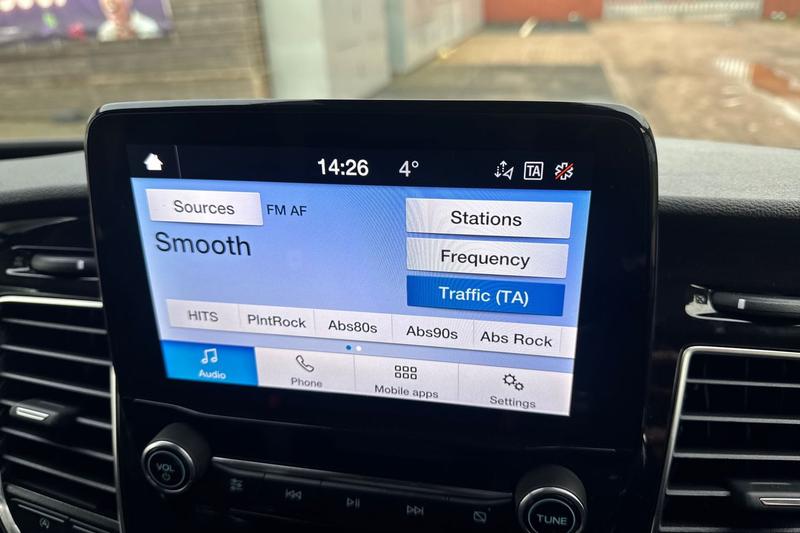 14:26 4° TA
Sources FM AF Stations
Smooth Frequency
Traffic (TA)
HITS PlntRock Abs80s Abs90s Abs Rock
Audio Phone Mobile apps Settings
VOL
TUNE